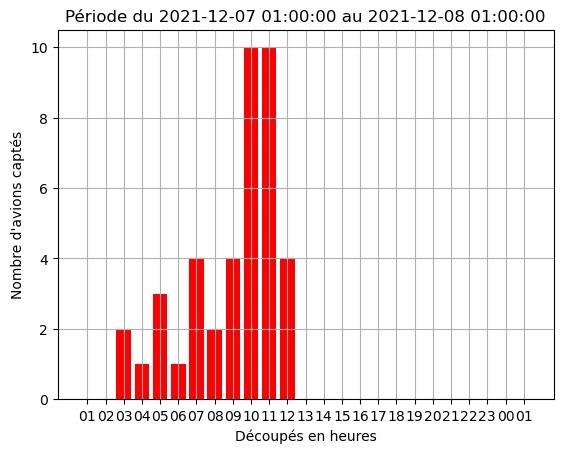 Période du 2021-12-07 01:00:00 au 2021-12-08 01:00:00
10
8
6
4
2
0
Nombre d'avions captés
01 02 03 04 05 06 07 08 09 10 11 12 13 14 15 16 17 18 19 20 21 22 23 00 01
Découpés en heures